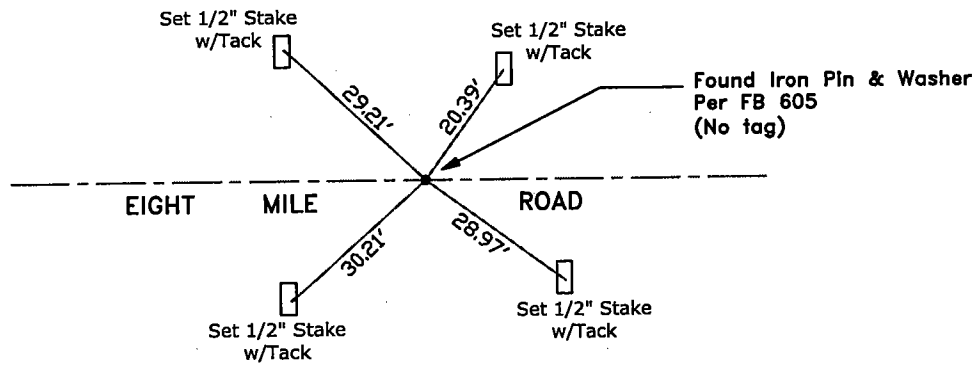 Set 1/2" Stake
w/Tack
Set 1/2" Stake
w/Tack
Found Iron Pin & Washer
Per FB 605
(No tag)
29.21'
20.39'
EIGHT MILE ROAD
30.21'
28.97'
Set 1/2" Stake
w/Tack
Set 1/2" Stake
w/Tack